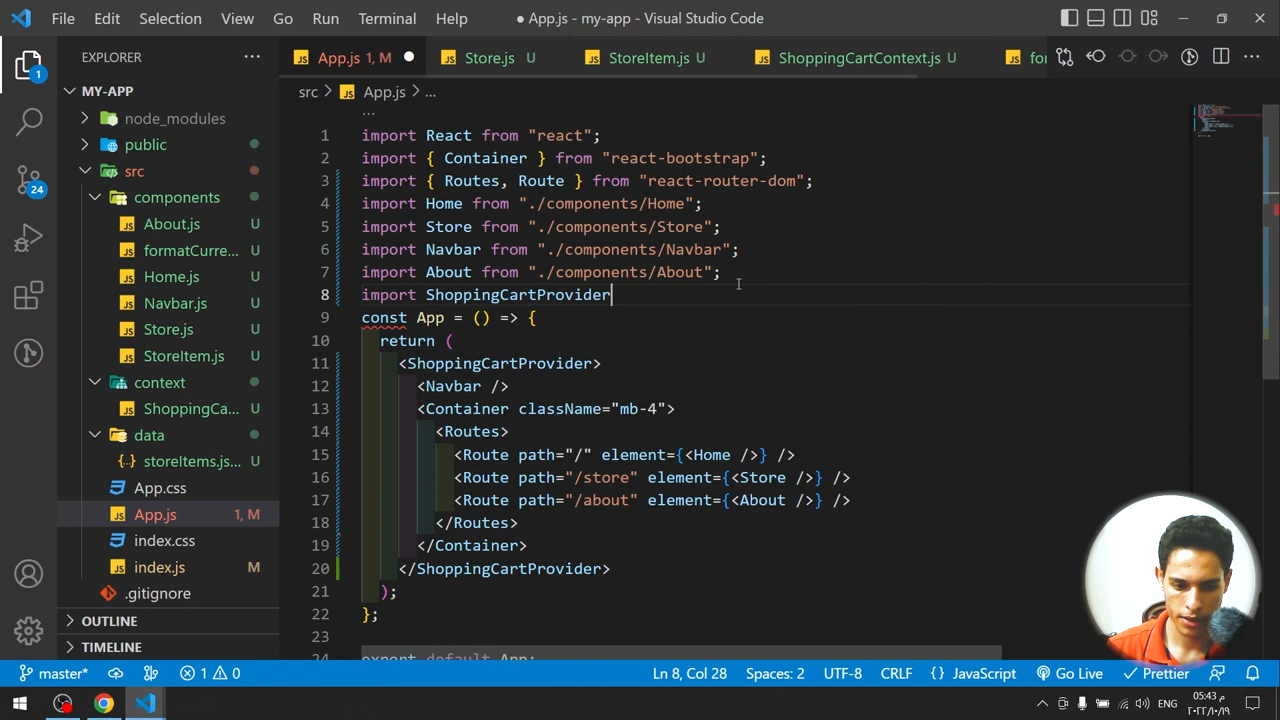 File Edit Selection View Go Run Terminal Help ● App.js - my-app - Visual Studio Code
EXPLORER ...
App.js 1, M
Store.js U
StoreItem.js U
ShoppingCartContext.js U
MY-APP
node_modules
public
src
components
About.js U
formatCurre... U
Home.js U
Navbar.js U
Store.js U
StoreItem.js U
context
ShoppingCa... U
data
storeItems.js... U
App.css
App.js 1, M
index.css
index.js M
.gitignore
OUTLINE
TIMELINE
1
24
src > App.js > ...
...
1 import React from "react";
2 import { Container } from "react-bootstrap";
3 import { Routes, Route } from "react-router-dom";
4 import Home from "./components/Home";
5 import Store from "./components/Store";
6 import Navbar from "./components/Navbar";
7 import About from "./components/About";
8 import ShoppingCartProvider
9 const App = () => {
10 return (
11 <ShoppingCartProvider>
12 <Navbar />
13 <Container className="mb-4">
14 <Routes>
15 <Route path="/" element={<Home />} />
16 <Route path="/store" element={<Store />} />
17 <Route path="/about" element={<About />} />
18 </Routes>
19 </Container>
20 </ShoppingCartProvider>
21 );
22 };
23
24 export default App;
master* 1 0 Ln 8, Col 28 Spaces: 2 UTF-8 CRLF {} JavaScript Go Live Prettier
ENG 05:43 م
٢٠٢٢/١٠/١٩